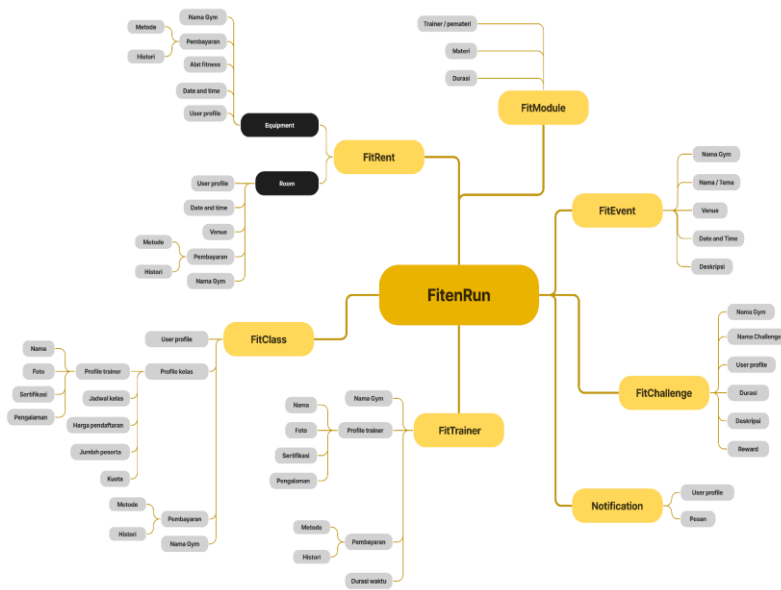 FitenRun
FitRent
Equipment
Nama Gym
Pembayaran
Metode
Histori
Alat fitness
Date and time
User profile
Room
User profile
Date and time
Venue
Pembayaran
Metode
Histori
Nama Gym
FitModule
Trainer / pemateri
Materi
Durasi
FitEvent
Nama Gym
Nama / Tema
Venue
Date and Time
Deskripsi
FitChallenge
Nama Gym
Nama Challenge
User profile
Durasi
Deskripsi
Reward
Notification
User profile
Pesan
FitTrainer
Nama Gym
Profile trainer
Nama
Foto
Sertifikasi
Pengalaman
Pembayaran
Metode
Histori
Durasi waktu
FitClass
User profile
Profile kelas
Profile trainer
Nama
Foto
Sertifikasi
Pengalaman
Jadwal kelas
Harga pendaftaran
Jumlah peserta
Kuota
Pembayaran
Metode
Histori
Nama Gym